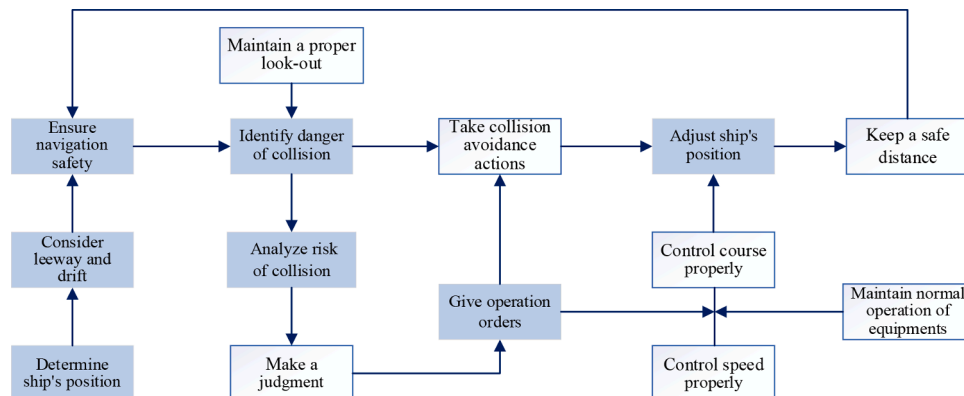 Maintain a proper
look-out
Ensure
navigation
safety
Identify danger
of collision
Take collision
avoidance
actions
Adjust ship's
position
Keep a safe
distance
Consider
leeway and
drift
Analyze risk
of collision
Give operation
orders
Control course
properly
Maintain normal
operation of
equipments
Determine
ship's position
Make a
judgment
Control speed
properly